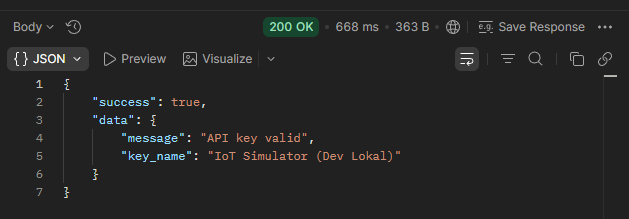 Body 200 OK • 668 ms • 363 B • e.g. Save Response
{} JSON Preview Visualize
1 {
2 "success": true,
3 "data": {
4 "message": "API key valid",
5 "key_name": "IoT Simulator (Dev Lokal)"
6 }
7 }